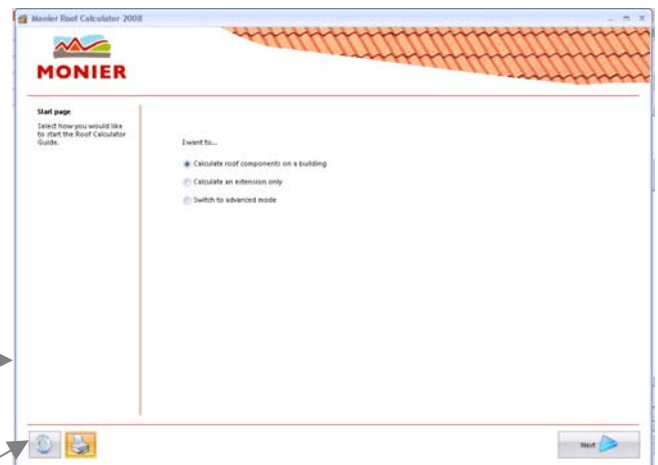 Monier Roof Calculator 2008
MONIER
Start page
Select how you would like
to start the Roof Calculator
Guide.
I want to...
Calculate roof components on a building
Calculate an extension only
Switch to advanced mode
Next